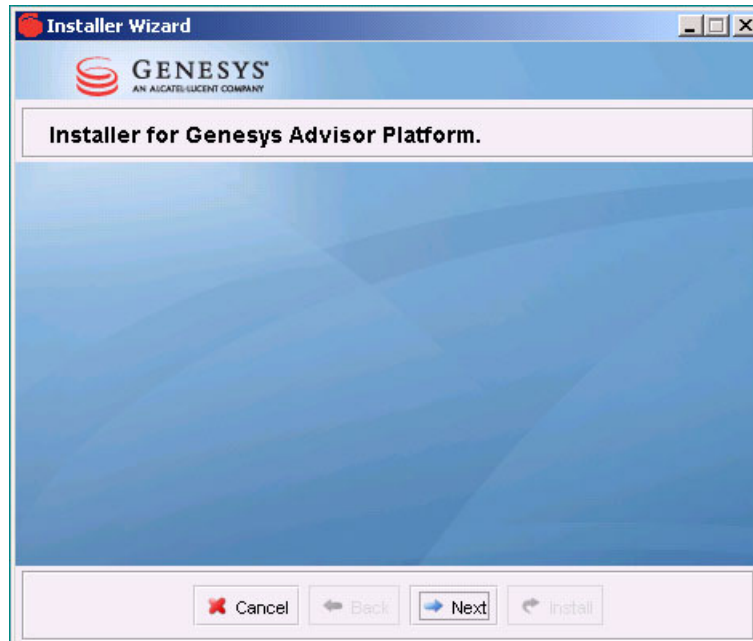 Installer Wizard
GENESYS
AN ALCATEL-LUCENT COMPANY
Installer for Genesys Advisor Platform.
Cancel
Back
Next
Install